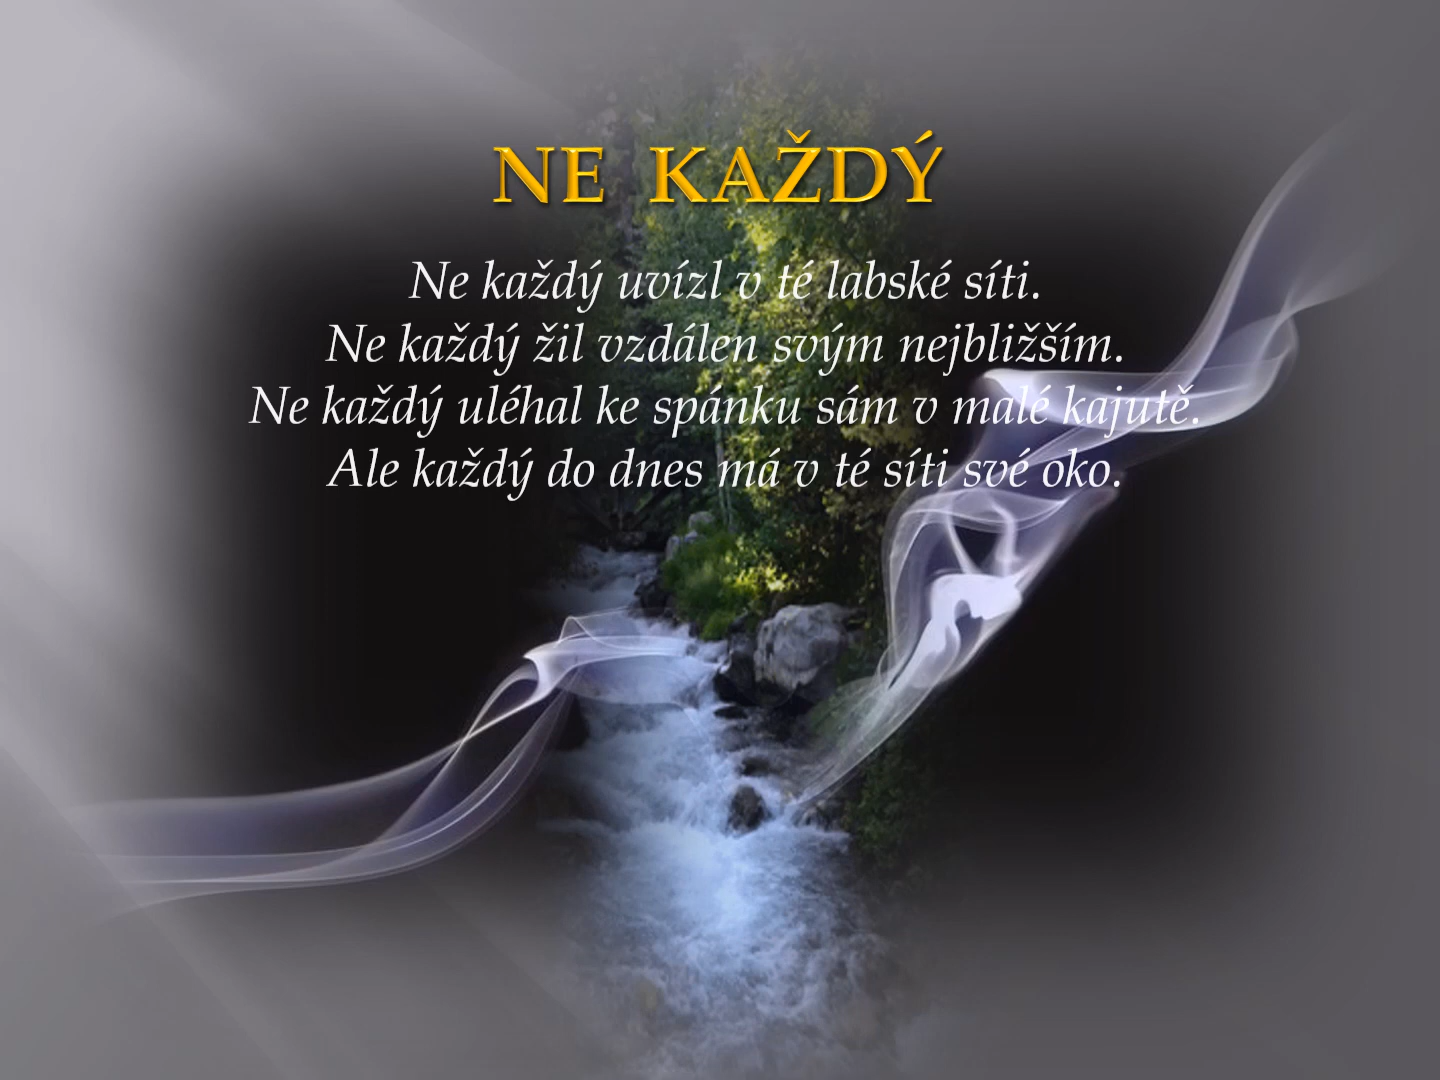 NE KAŽDÝ
Ne každý uvízl v té labské síti.
Ne každý žil vzdálen svým nejbližším.
Ne každý uléhal ke spánku sám v malé kajutě.
Ale každý do dnes má v té síti své oko.